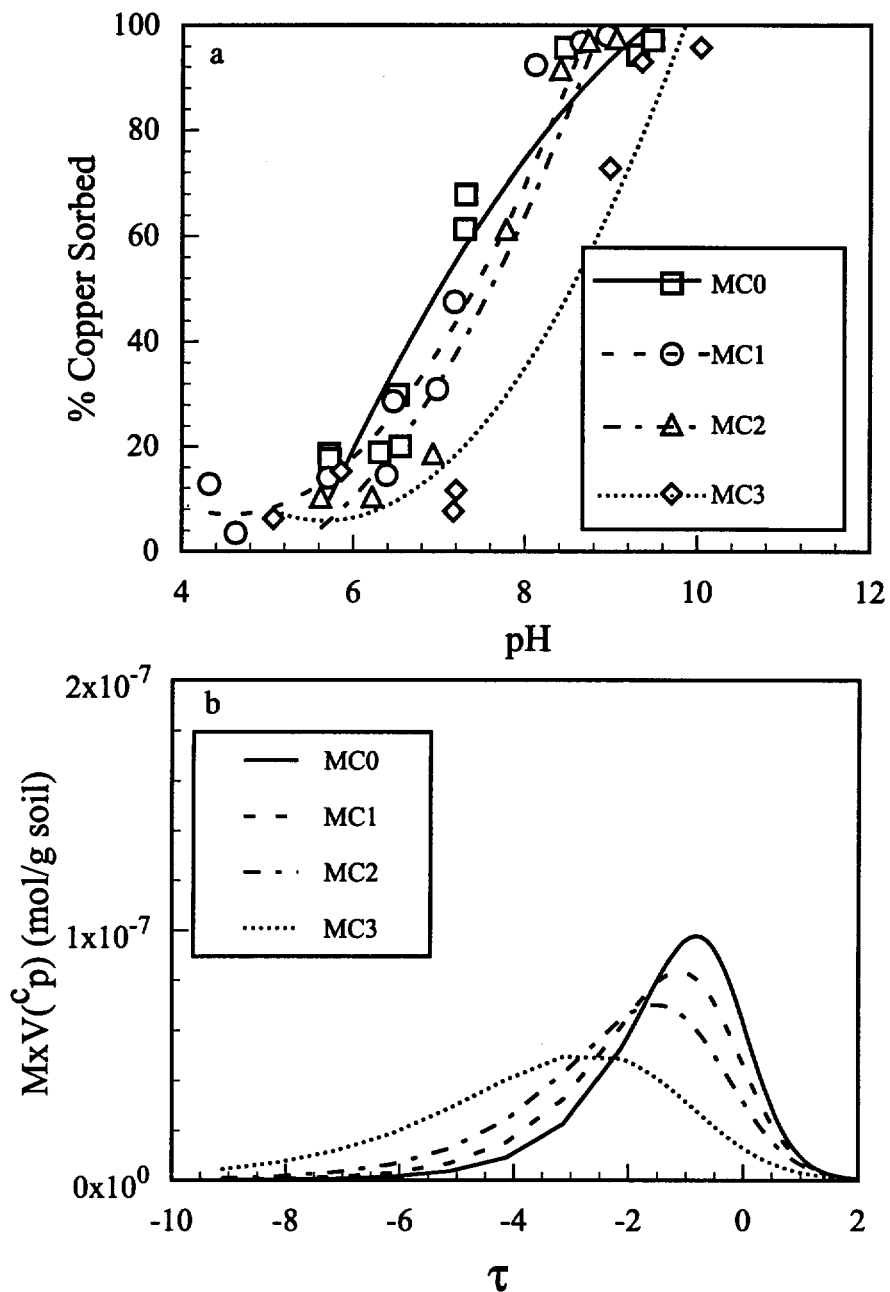 a
100
80
60
40
20
0
% Copper Sorbed
MC0
MC1
MC2
MC3
4
6
8
10
12
pH
b
2x10⁻⁷
1x10⁻⁷
0x10⁰
MxV(ᶜp) (mol/g soil)
MC0
MC1
MC2
MC3
-10
-8
-6
-4
-2
0
2
τ